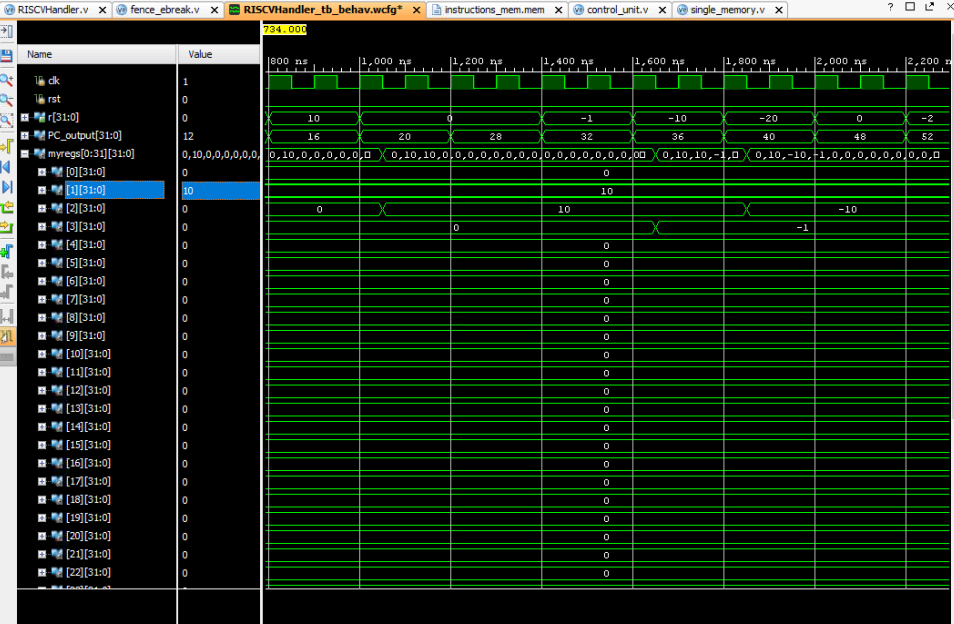 RISCVHandler.v × fence_ebreak.v × RISCVHandler_tb_behav.wcfg* × instructions_mem.mem × control_unit.v × single_memory.v ×
734.000
Name Value
800 ns 1,000 ns 1,200 ns 1,400 ns 1,600 ns 1,800 ns 2,000 ns 2,200 n
clk 1
rst 0
r[31:0] 0 10 0 -1 -10 -20 0 -2
PC_output[31:0] 12 16 20 28 32 36 40 48 52
myregs[0:31][31:0] 0,10,0,0,0,0,0, 0,10,0,0,0,0,0, 0,10,10,0,0,0,0,0,0,0,0,0,0,0,0,0,0 0,10,10,-1, 0,10,-10,-1,0,0,0,0,0,0,
[0][31:0] 0 0
[1][31:0] 10 10
[2][31:0] 0 0 10 -10
[3][31:0] 0 0 -1
[4][31:0] 0 0
[5][31:0] 0 0
[6][31:0] 0 0
[7][31:0] 0 0
[8][31:0] 0 0
[9][31:0] 0 0
[10][31:0] 0 0
[11][31:0] 0 0
[12][31:0] 0 0
[13][31:0] 0 0
[14][31:0] 0 0
[15][31:0] 0 0
[16][31:0] 0 0
[17][31:0] 0 0
[18][31:0] 0 0
[19][31:0] 0 0
[20][31:0] 0 0
[21][31:0] 0 0
[22][31:0] 0 0